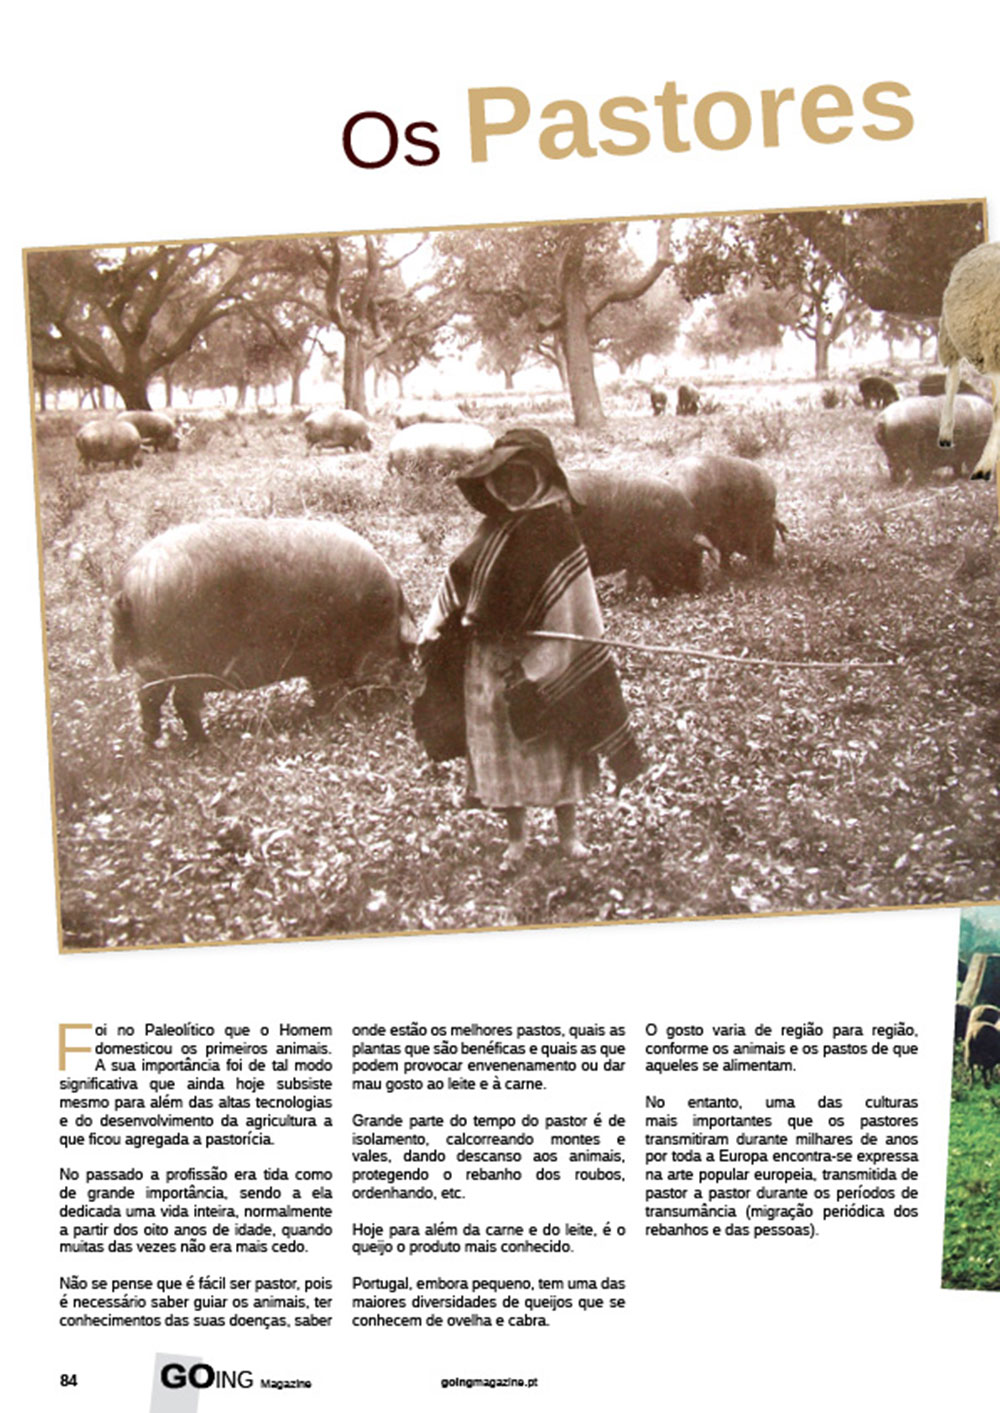 Os Pastores
Foi no Paleolítico que o Homem
domesticou os primeiros animais.
A sua importância foi de tal modo
significativa que ainda hoje subsiste
mesmo para além das altas tecnologias
e do desenvolvimento da agricultura a
que ficou agregada a pastorícia.
No passado a profissão era tida como
de grande importância, sendo a ela
dedicada uma vida inteira, normalmente
a partir dos oito anos de idade, quando
muitas das vezes não era mais cedo.
Não se pense que é fácil ser pastor, pois
é necessário saber guiar os animais, ter
conhecimentos das suas doenças, saber
onde estão os melhores pastos, quais as
plantas que são benéficas e quais as que
podem provocar envenenamento ou dar
mau gosto ao leite e à carne.
Grande parte do tempo do pastor é de
isolamento, calcorreando montes e
vales, dando descanso aos animais,
protegendo o rebanho dos roubos,
ordenhando, etc.
Hoje para além da carne e do leite, é o
queijo o produto mais conhecido.
Portugal, embora pequeno, tem uma das
maiores diversidades de queijos que se
conhecem de ovelha e cabra.
O gosto varia de região para região,
conforme os animais e os pastos de que
aqueles se alimentam.
No entanto, uma das culturas
mais importantes que os pastores
transmitiram durante milhares de anos
por toda a Europa encontra-se expressa
na arte popular europeia, transmitida de
pastor a pastor durante os períodos de
transumância (migração periódica dos
rebanhos e das pessoas).
84 GOING Magazine goingmagazine.pt